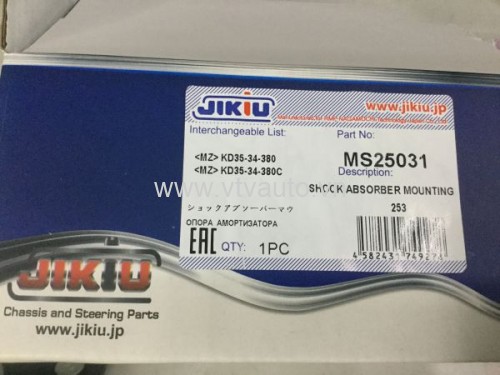 JIKIU
www.jikiu.jp
Interchangeable List:
Part No:
<MZ> KD35-34-380
<MZ> KD35-34-380C
MS25031
Description:
SHOCK ABSORBER MOUNTING
ショックアブソーバーマウ
253
ОПОРА АМОРТИЗАТОРА
EAC
QTY: 1PC
www.vtvauto
JIKIU
Chassis and Steering Parts
www.jikiu.jp